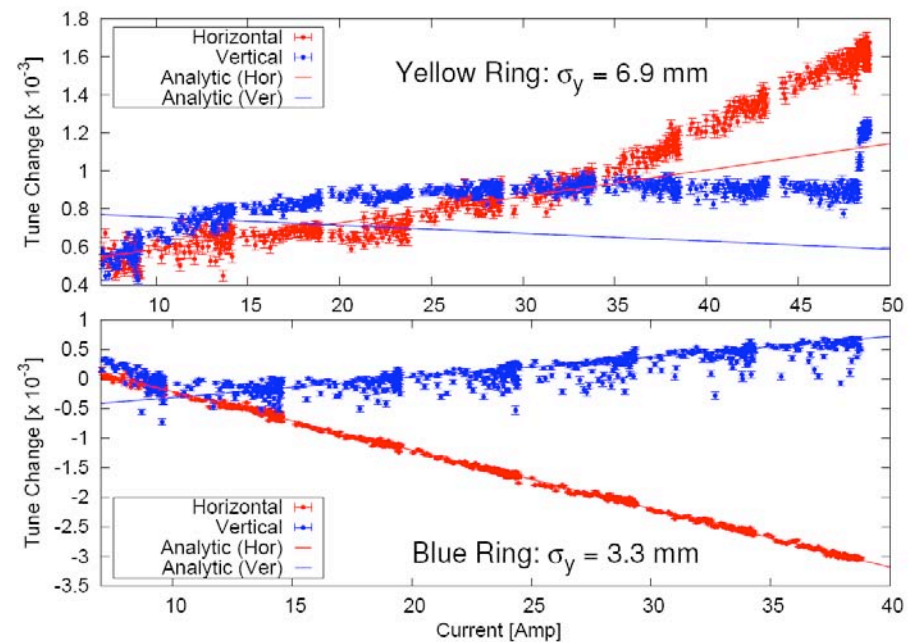 1.8
1.6
1.4
1.2
1
0.8
0.6
0.4
Tune Change [x 10⁻³]
Horizontal
Vertical
Analytic (Hor)
Analytic (Ver)
Yellow Ring: σy = 6.9 mm
10 15 20 25 30 35 40 45 50
1
0.5
0
-0.5
-1
-1.5
-2
-2.5
-3
-3.5
Tune Change [x 10⁻³]
Horizontal
Vertical
Analytic (Hor)
Analytic (Ver)
Blue Ring: σy = 3.3 mm
10 15 20 25 30 35 40
Current [Amp]